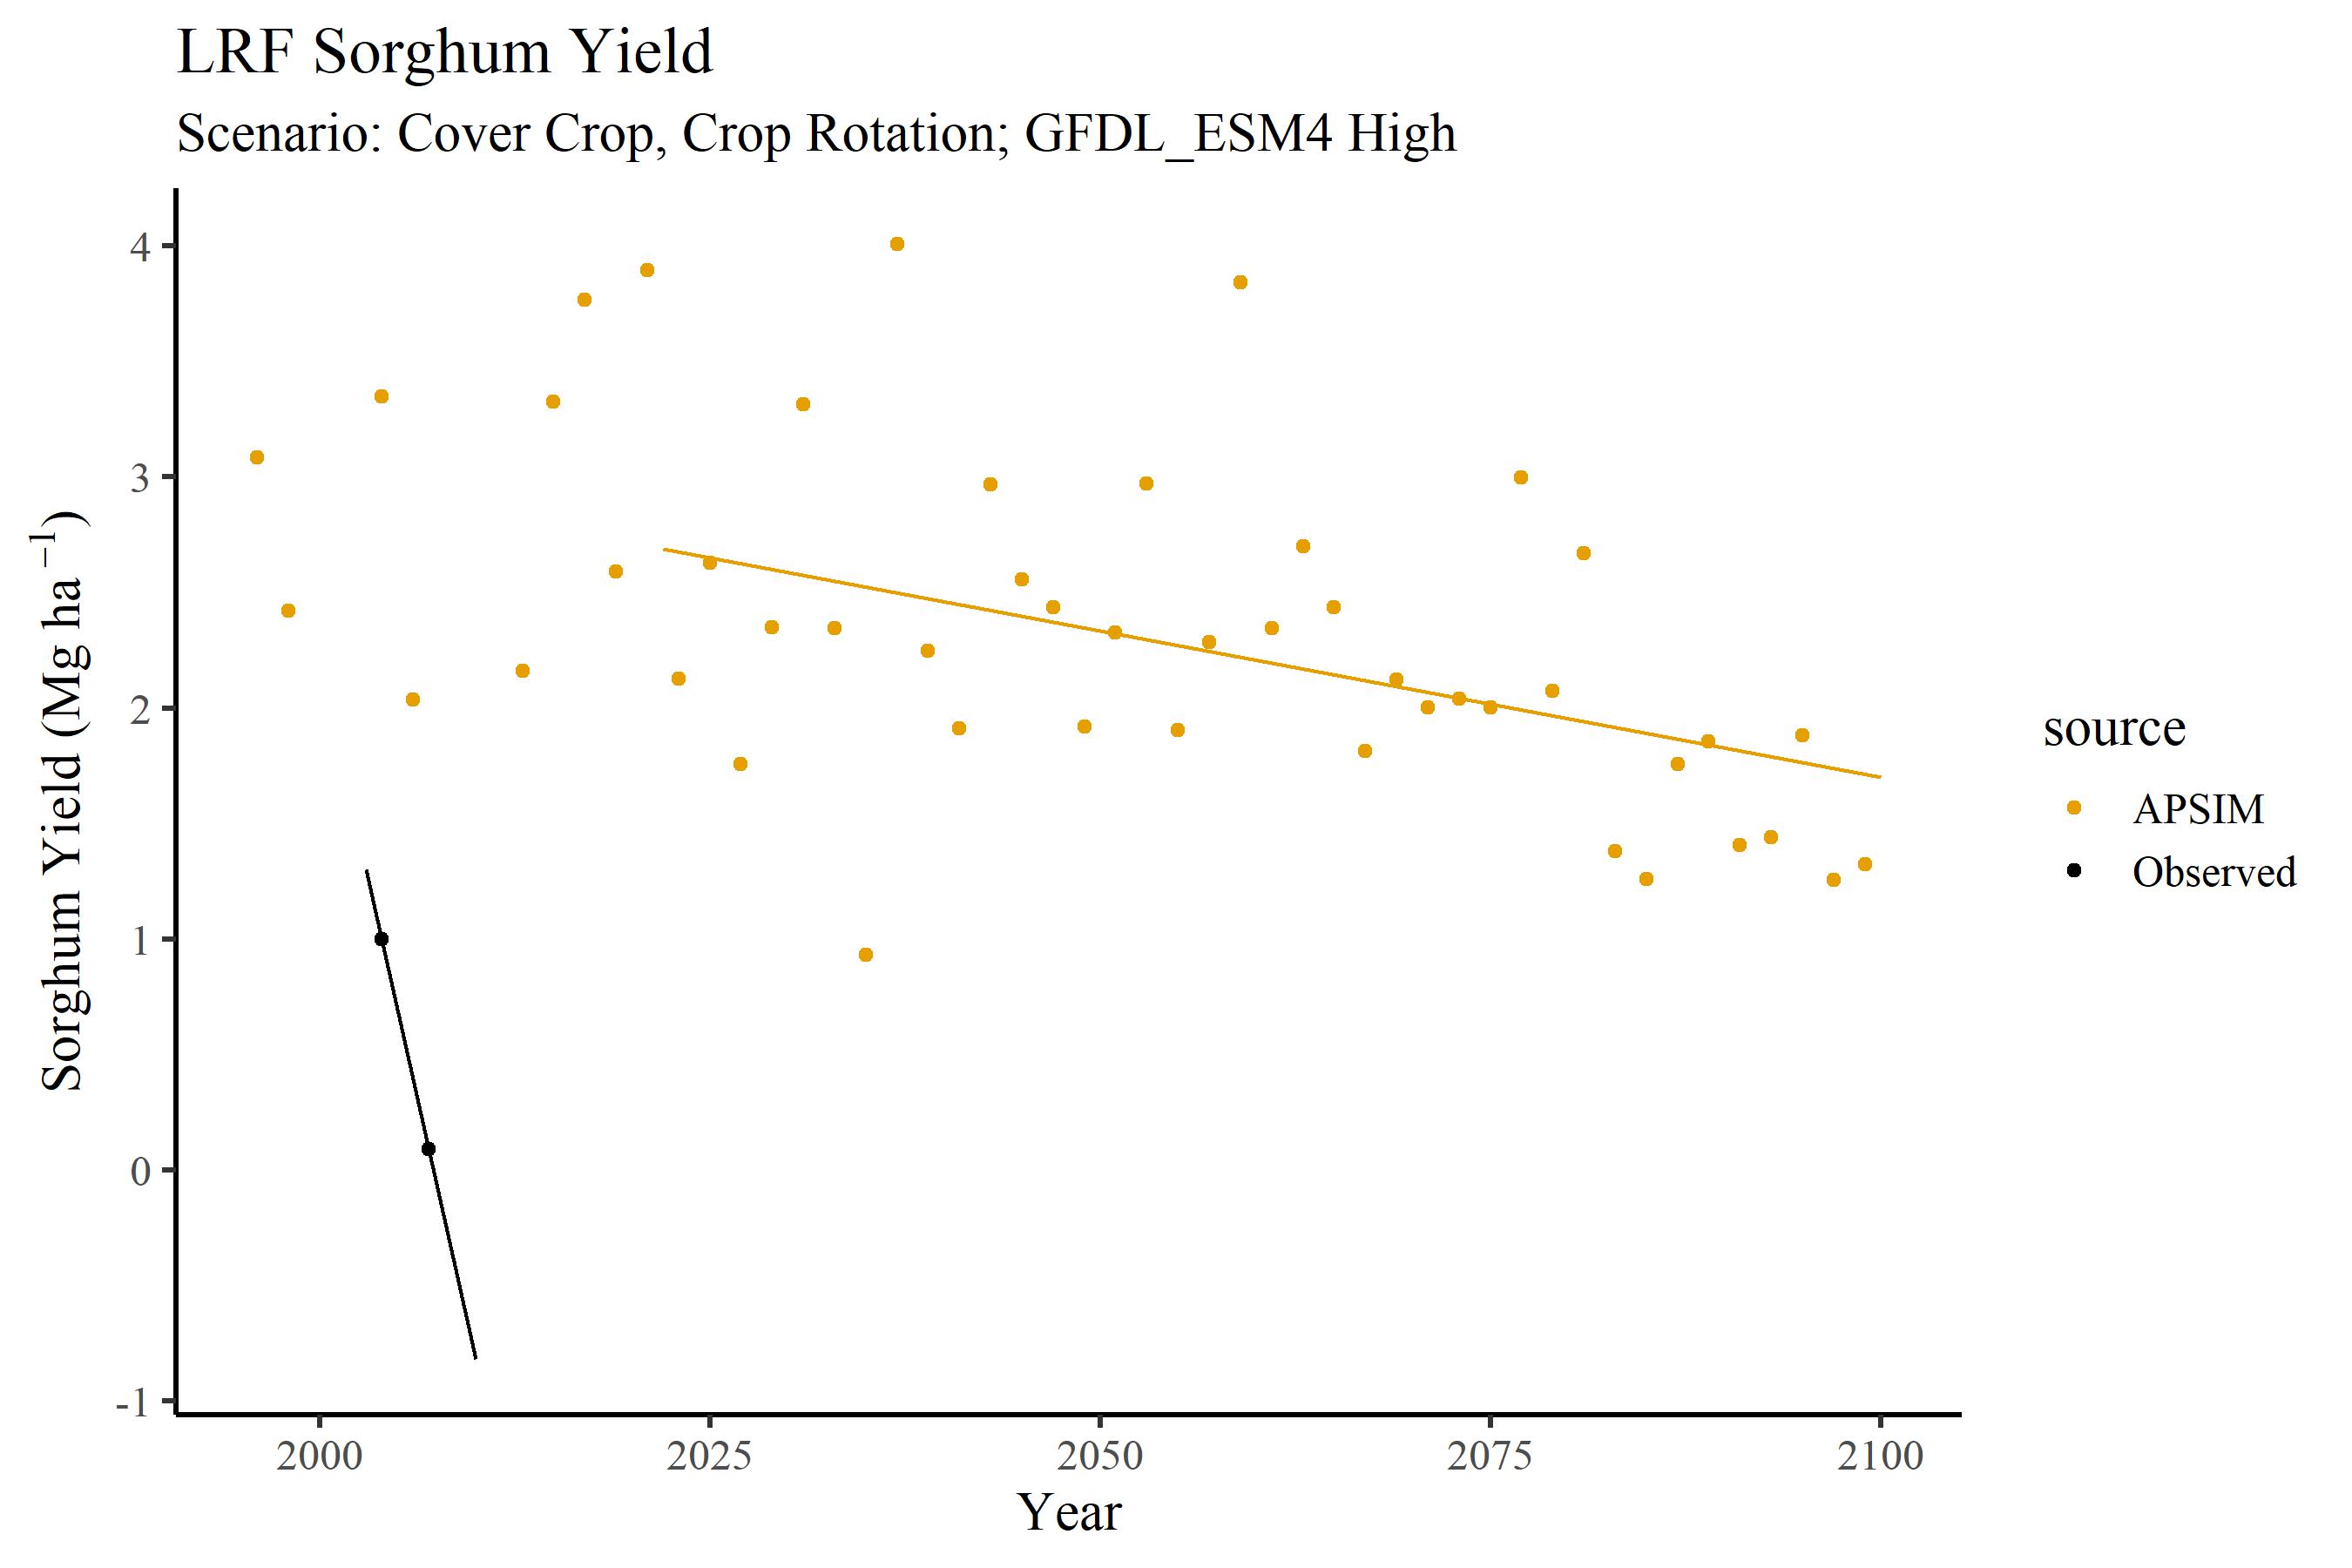 LRF Sorghum Yield
Scenario: Cover Crop, Crop Rotation; GFDL_ESM4 High
Sorghum Yield (Mg ha⁻¹)
4
3
2
1
0
-1
2000 2025 2050 2075 2100
Year
source
APSIM
Observed